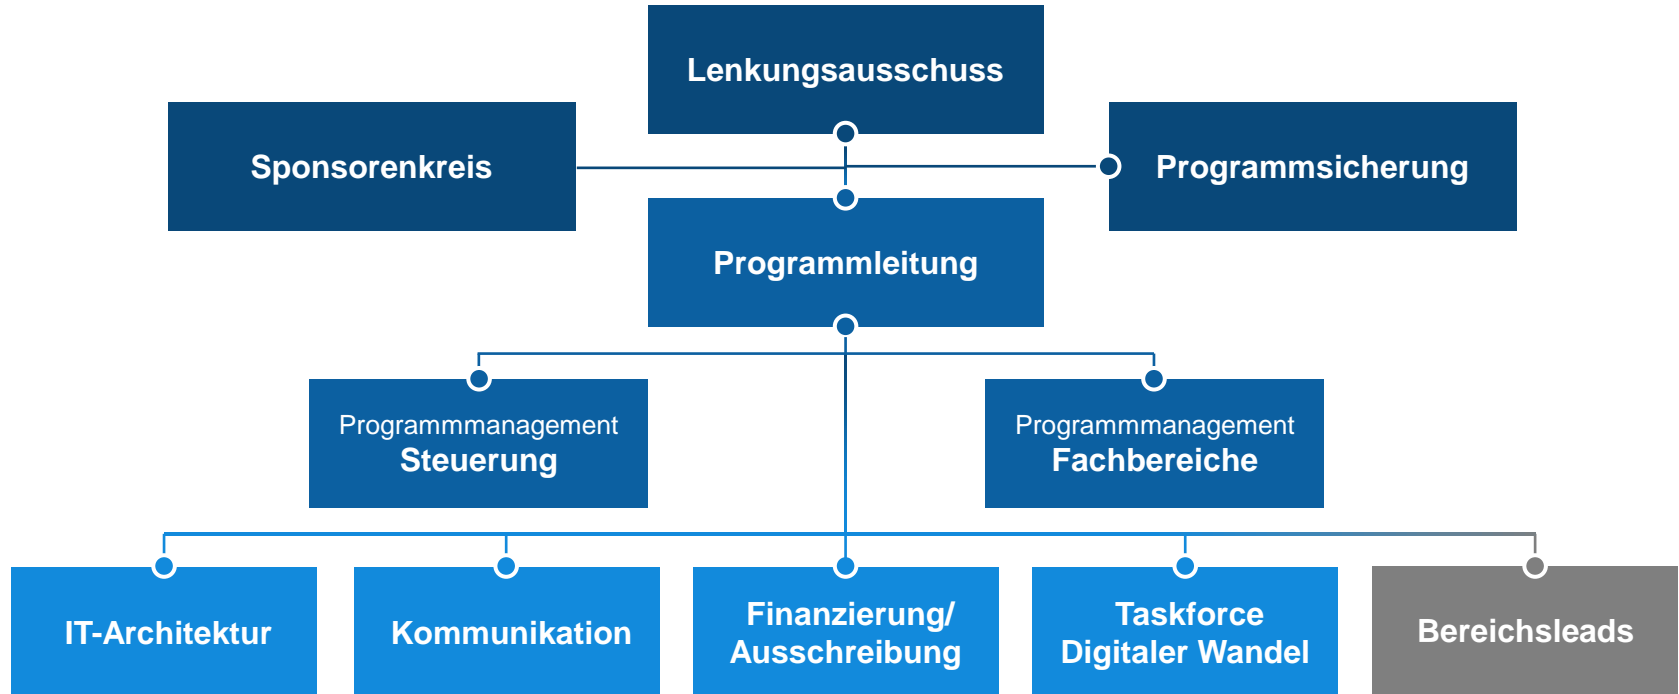 Lenkungsausschuss
Sponsorenkreis
Programmsicherung
Programmleitung
Programmmanagement
Steuerung
Programmmanagement
Fachbereiche
IT-Architektur
Kommunikation
Finanzierung/
Ausschreibung
Taskforce
Digitaler Wandel
Bereichsleads